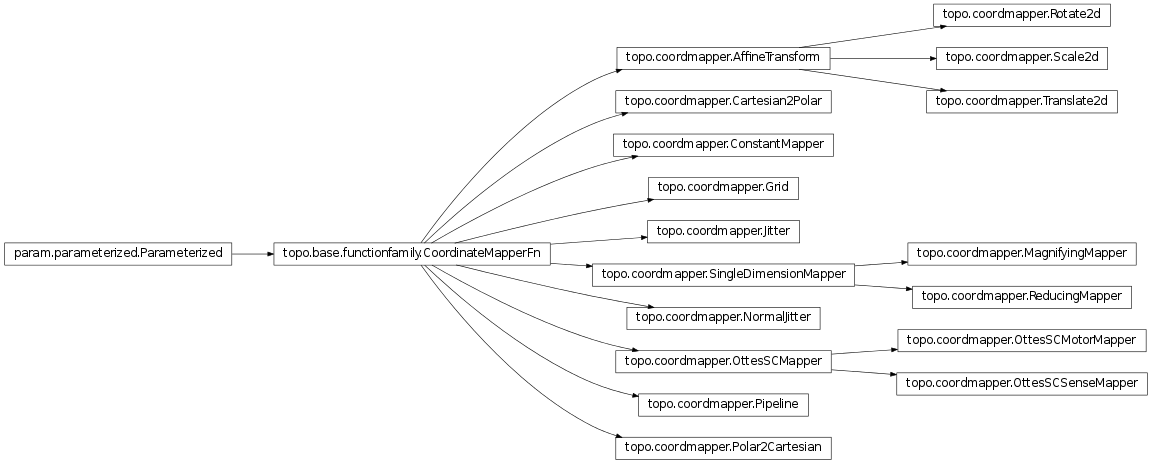 topo.coordmapper.Rotate2d
topo.coordmapper.AffineTransform
topo.coordmapper.Scale2d
topo.coordmapper.Cartesian2Polar
topo.coordmapper.Translate2d
topo.coordmapper.ConstantMapper
topo.coordmapper.Grid
topo.coordmapper.Jitter
param.parameterized.Parameterized
topo.base.functionfamily.CoordinateMapperFn
topo.coordmapper.MagnifyingMapper
topo.coordmapper.SingleDimensionMapper
topo.coordmapper.ReducingMapper
topo.coordmapper.NormalJitter
topo.coordmapper.OttesSCMotorMapper
topo.coordmapper.OttesSCMapper
topo.coordmapper.OttesSCSenseMapper
topo.coordmapper.Pipeline
topo.coordmapper.Polar2Cartesian